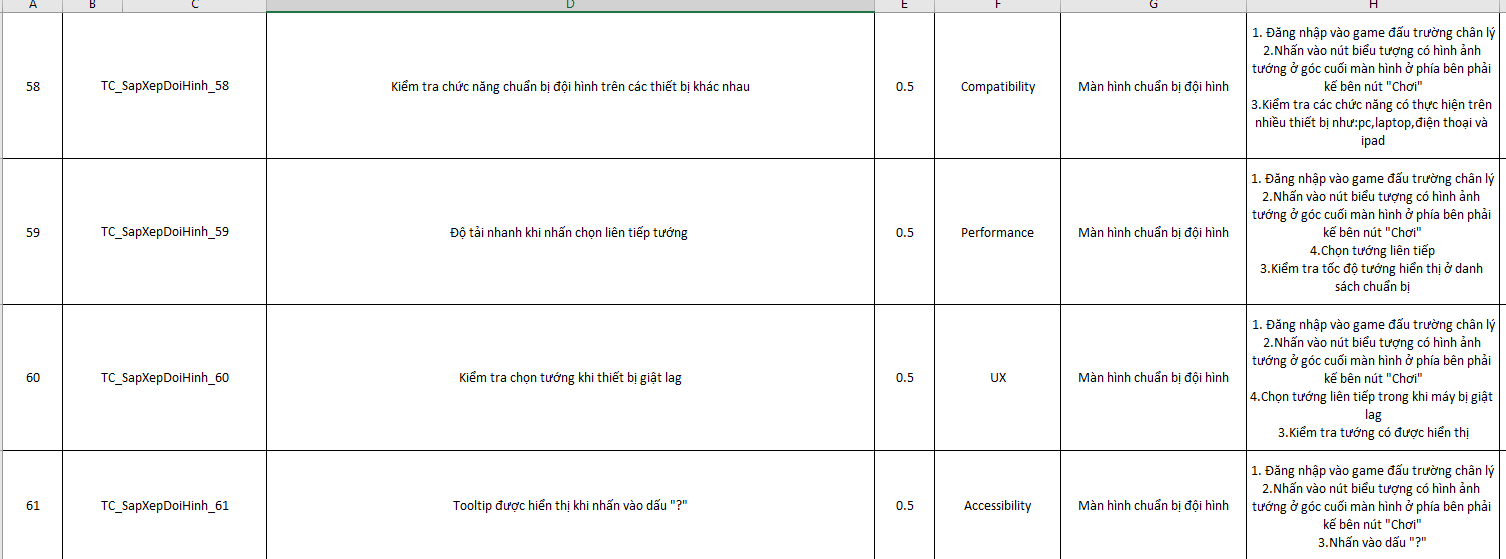 A B C D E F G H
58
TC_SapXepDoiHinh_58
Kiểm tra chức năng chuẩn bị đội hình trên các thiết bị khác nhau
0.5
Compatibility
Màn hình chuẩn bị đội hình
1. Đăng nhập vào game đấu trường chân lý
2.Nhấn vào nút biểu tượng có hình ảnh
tướng ở góc cuối màn hình ở phía bên phải
kế bên nút "Chơi"
3.Kiểm tra các chức năng có thực hiện trên
nhiều thiết bị như:pc,laptop,điện thoại và
ipad
59
TC_SapXepDoiHinh_59
Độ tải nhanh khi nhấn chọn liên tiếp tướng
0.5
Performance
Màn hình chuẩn bị đội hình
1. Đăng nhập vào game đấu trường chân lý
2.Nhấn vào nút biểu tượng có hình ảnh
tướng ở góc cuối màn hình ở phía bên phải
kế bên nút "Chơi"
4.Chọn tướng liên tiếp
3.Kiểm tra tốc độ tướng hiển thị ở danh
sách chuẩn bị
60
TC_SapXepDoiHinh_60
Kiểm tra chọn tướng khi thiết bị giật lag
0.5
UX
Màn hình chuẩn bị đội hình
1. Đăng nhập vào game đấu trường chân lý
2.Nhấn vào nút biểu tượng có hình ảnh
tướng ở góc cuối màn hình ở phía bên phải
kế bên nút "Chơi"
4.Chọn tướng liên tiếp trong khi máy bị giật
lag
3.Kiểm tra tướng có được hiển thị
61
TC_SapXepDoiHinh_61
Tooltip được hiển thị khi nhấn vào dấu "?"
0.5
Accessibility
Màn hình chuẩn bị đội hình
1. Đăng nhập vào game đấu trường chân lý
2.Nhấn vào nút biểu tượng có hình ảnh
tướng ở góc cuối màn hình ở phía bên phải
kế bên nút "Chơi"
3.Nhấn vào dấu "?"